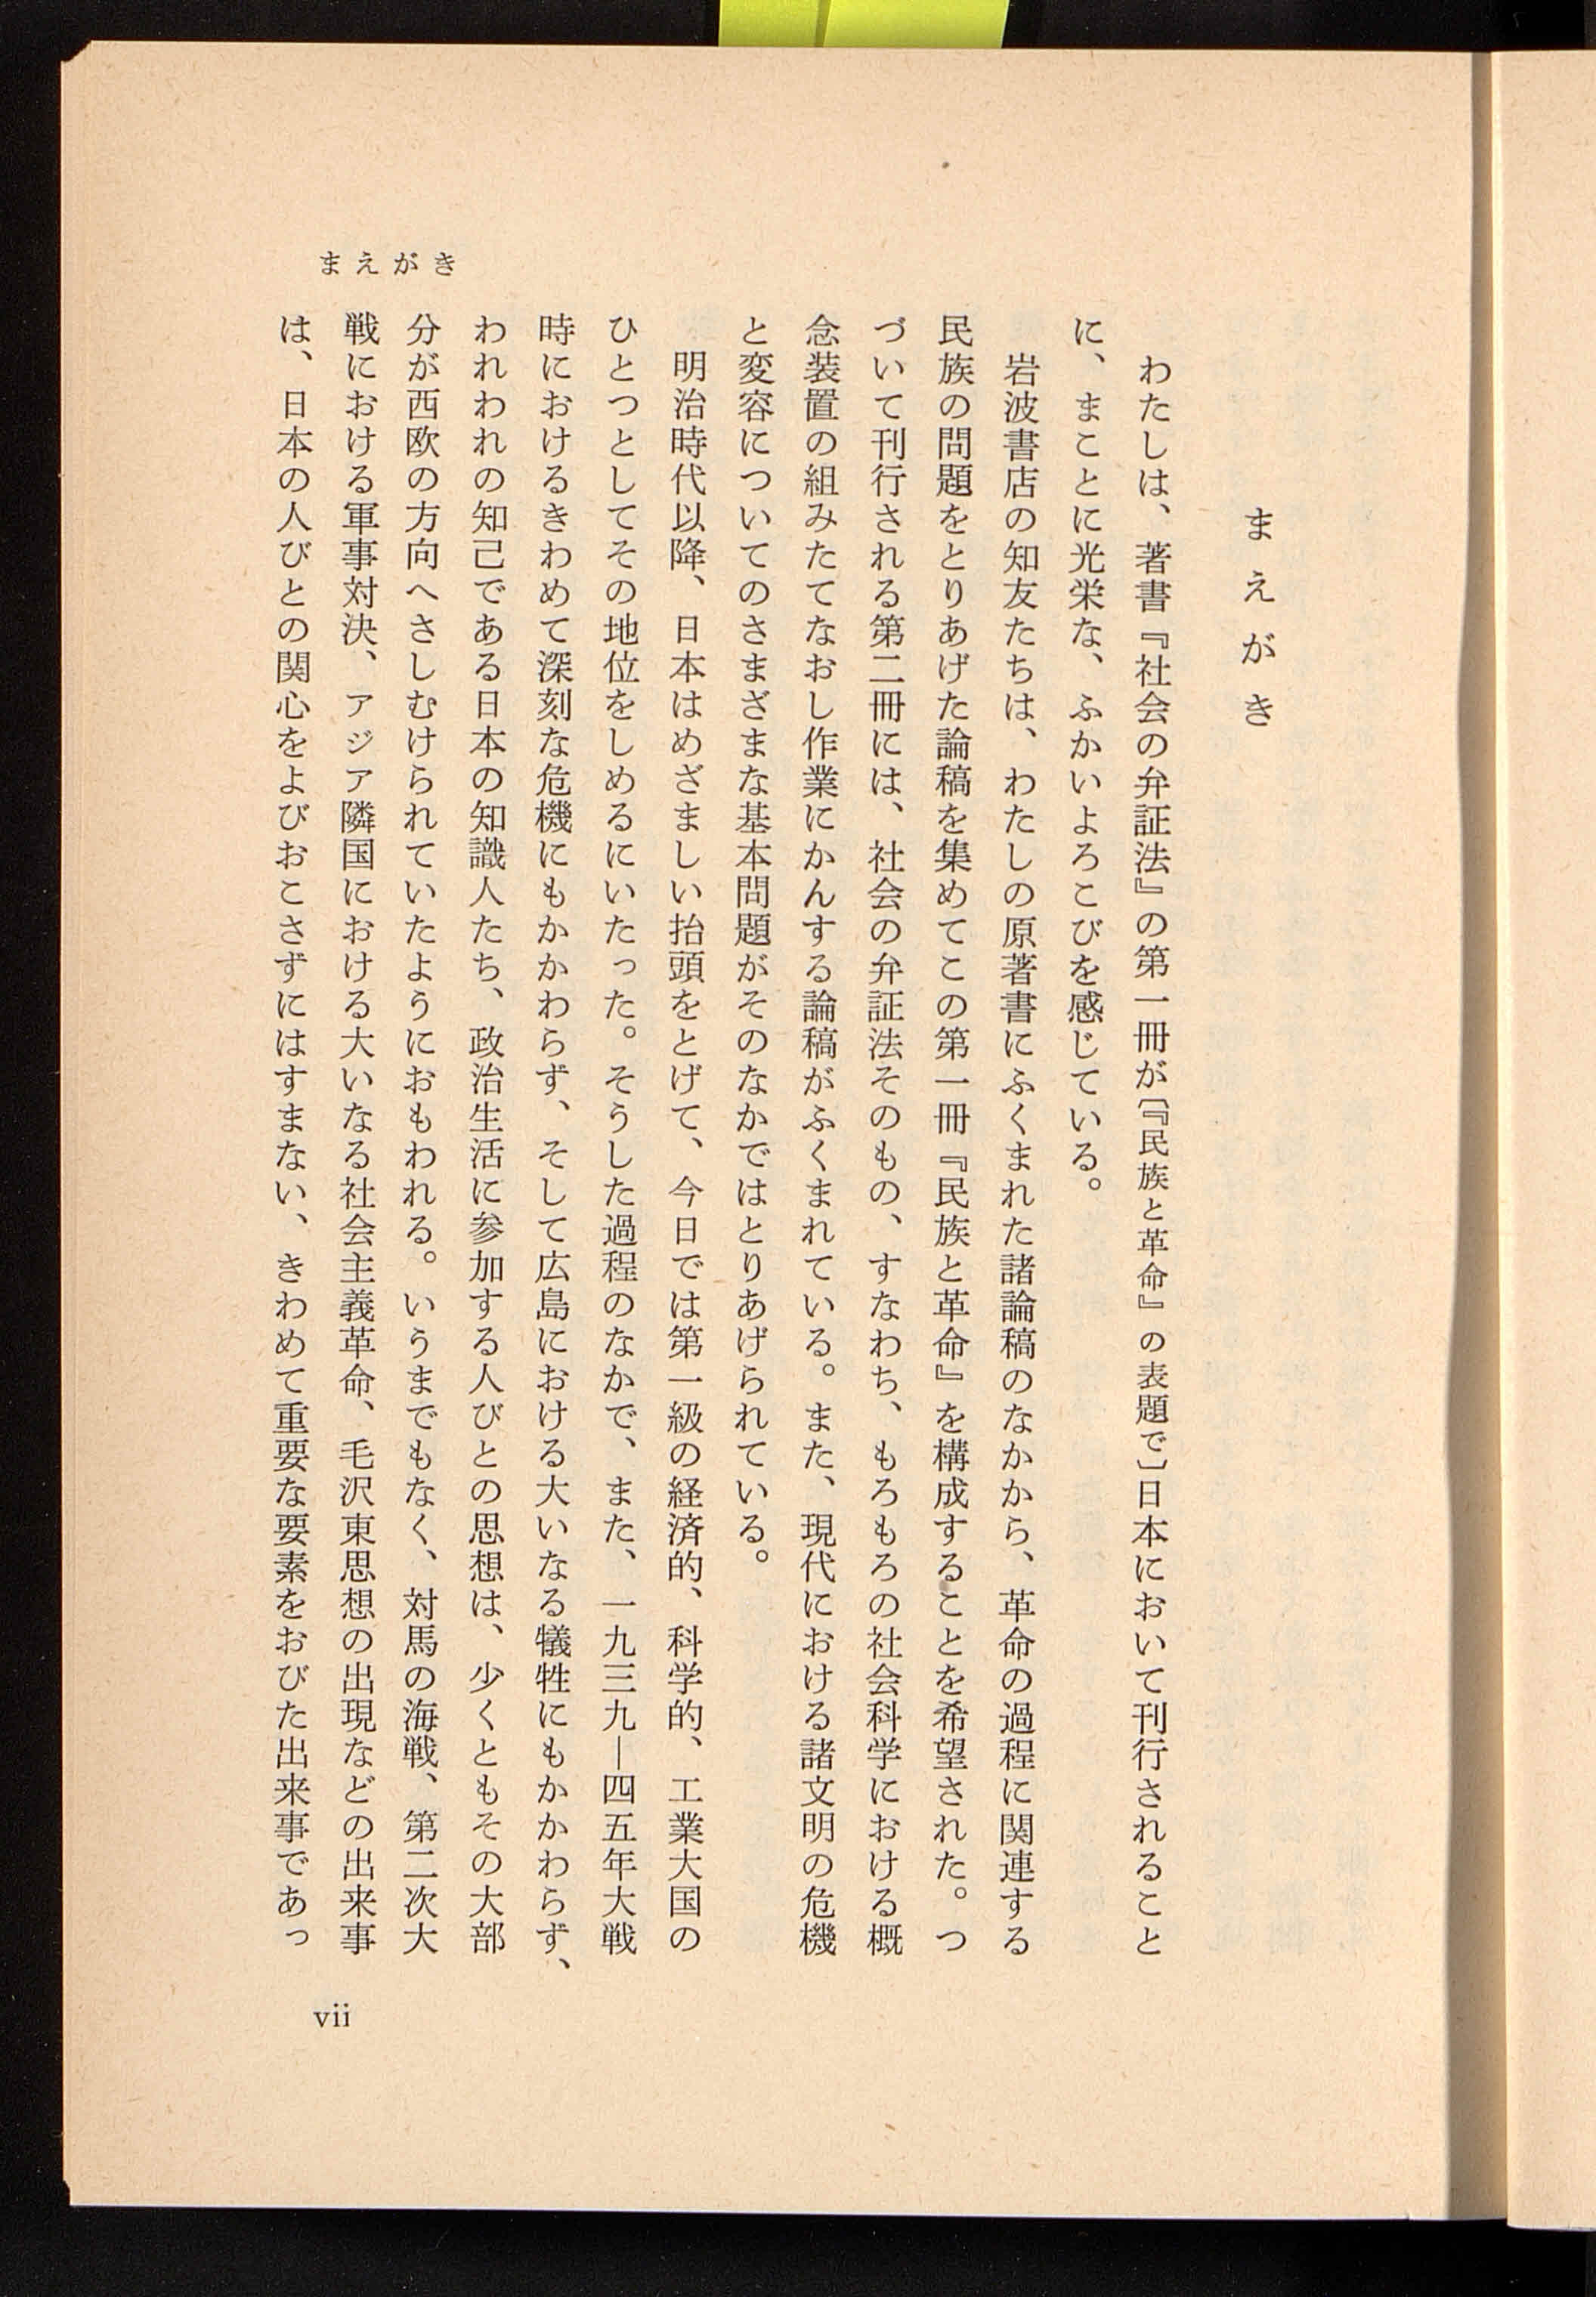 まえがき
まえがき
わたしは、著書『社会の弁証法』の第一冊が〔『民族と革命』の表題で〕日本において刊行されること
に、まことに光栄な、ふかいよろこびを感じている。
岩波書店の知友たちは、わたしの原著書にふくまれた諸論稿のなかから、革命の過程に関連する
民族の問題をとりあげた論稿を集めてこの第一冊『民族と革命』を構成することを希望された。つ
づいて刊行される第二冊には、社会の弁証法そのもの、すなわち、もろもろの社会科学における概
念装置の組みたてなおし作業にかんする論稿がふくまれている。また、現代における諸文明の危機
と変容についてのさまざまな基本問題がそのなかではとりあげられている。
明治時代以降、日本はめざましい抬頭をとげて、今日では第一級の経済的、科学的、工業大国の
ひとつとしてその地位をしめるにいたった。そうした過程のなかで、また、一九三九―四五年大戦
時におけるきわめて深刻な危機にもかかわらず、そして広島における大いなる犠牲にもかかわらず、
われわれの知己である日本の知識人たち、政治生活に参加する人びとの思想は、少くともその大部
分が西欧の方向へさしむけられていたようにおもわれる。いうまでもなく、対馬の海戦、第二次大
戦における軍事対決、アジア隣国における大いなる社会主義革命、毛沢東思想の出現などの出来事
は、日本の人びとの関心をよびおこさずにはすまない、きわめて重要な要素をおびた出来事であっ
vii